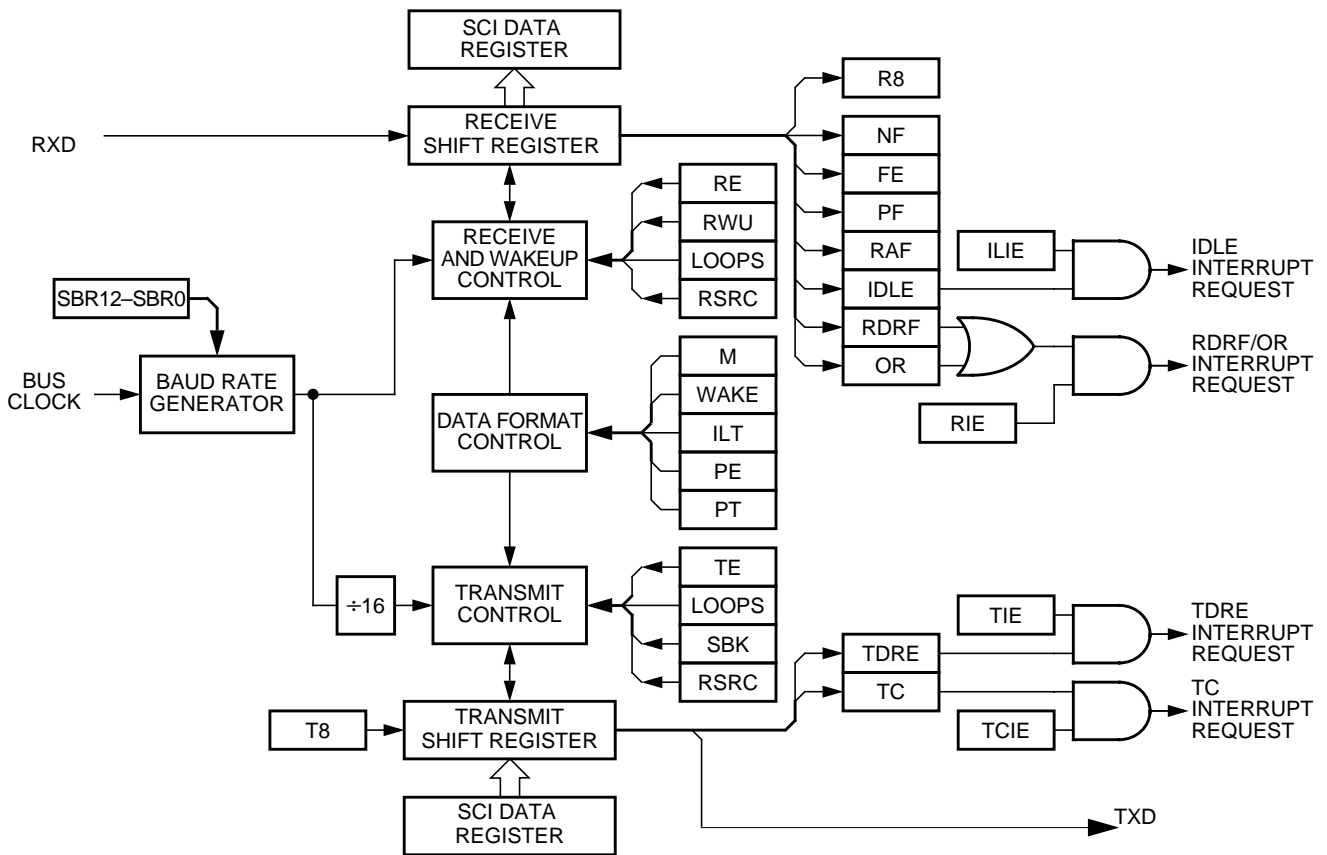 SCI DATA
REGISTER
RXD
RECEIVE
SHIFT REGISTER
R8
NF
FE
PF
RAF
IDLE
RDRF
OR
RE
RWU
LOOPS
RSRC
RECEIVE
AND WAKEUP
CONTROL
ILIE
IDLE
INTERRUPT
REQUEST
SBR12–SBR0
RDRF/OR
INTERRUPT
REQUEST
BUS
CLOCK
BAUD RATE
GENERATOR
DATA FORMAT
CONTROL
M
WAKE
ILT
PE
PT
RIE
÷16
TRANSMIT
CONTROL
TE
LOOPS
SBK
RSRC
TIE
TDRE
INTERRUPT
REQUEST
TDRE
TC
TC
INTERRUPT
REQUEST
TCIE
T8
TRANSMIT
SHIFT REGISTER
SCI DATA
REGISTER
TXD